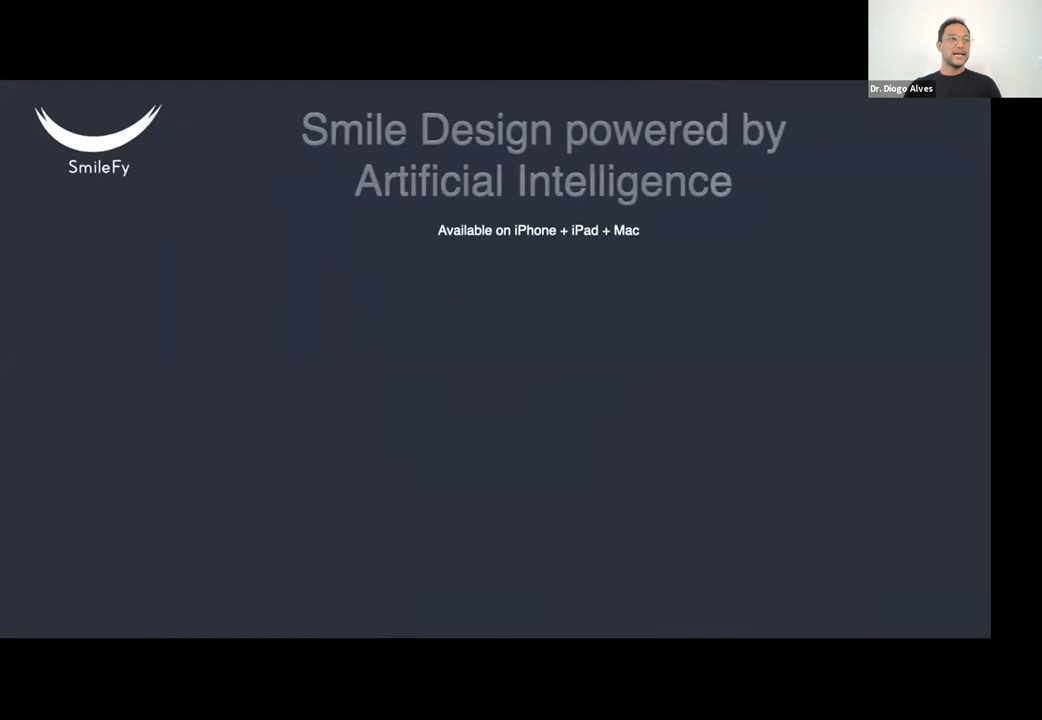 Dr. Diogo Alves
SmileFy
Smile Design powered by
Artificial Intelligence
Available on iPhone + iPad + Mac